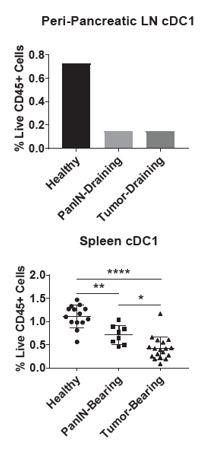 Peri-Pancreatic LN cDC1
% Live CD45+ Cells
0.8
0.6
0.4
0.2
0.0
Healthy
PanIN-Draining
Tumor-Draining
Spleen cDC1
% Live CD45+ Cells
2.0
1.5
1.0
0.5
0.0
****
**
*
Healthy
PanIN-Bearing
Tumor-Bearing